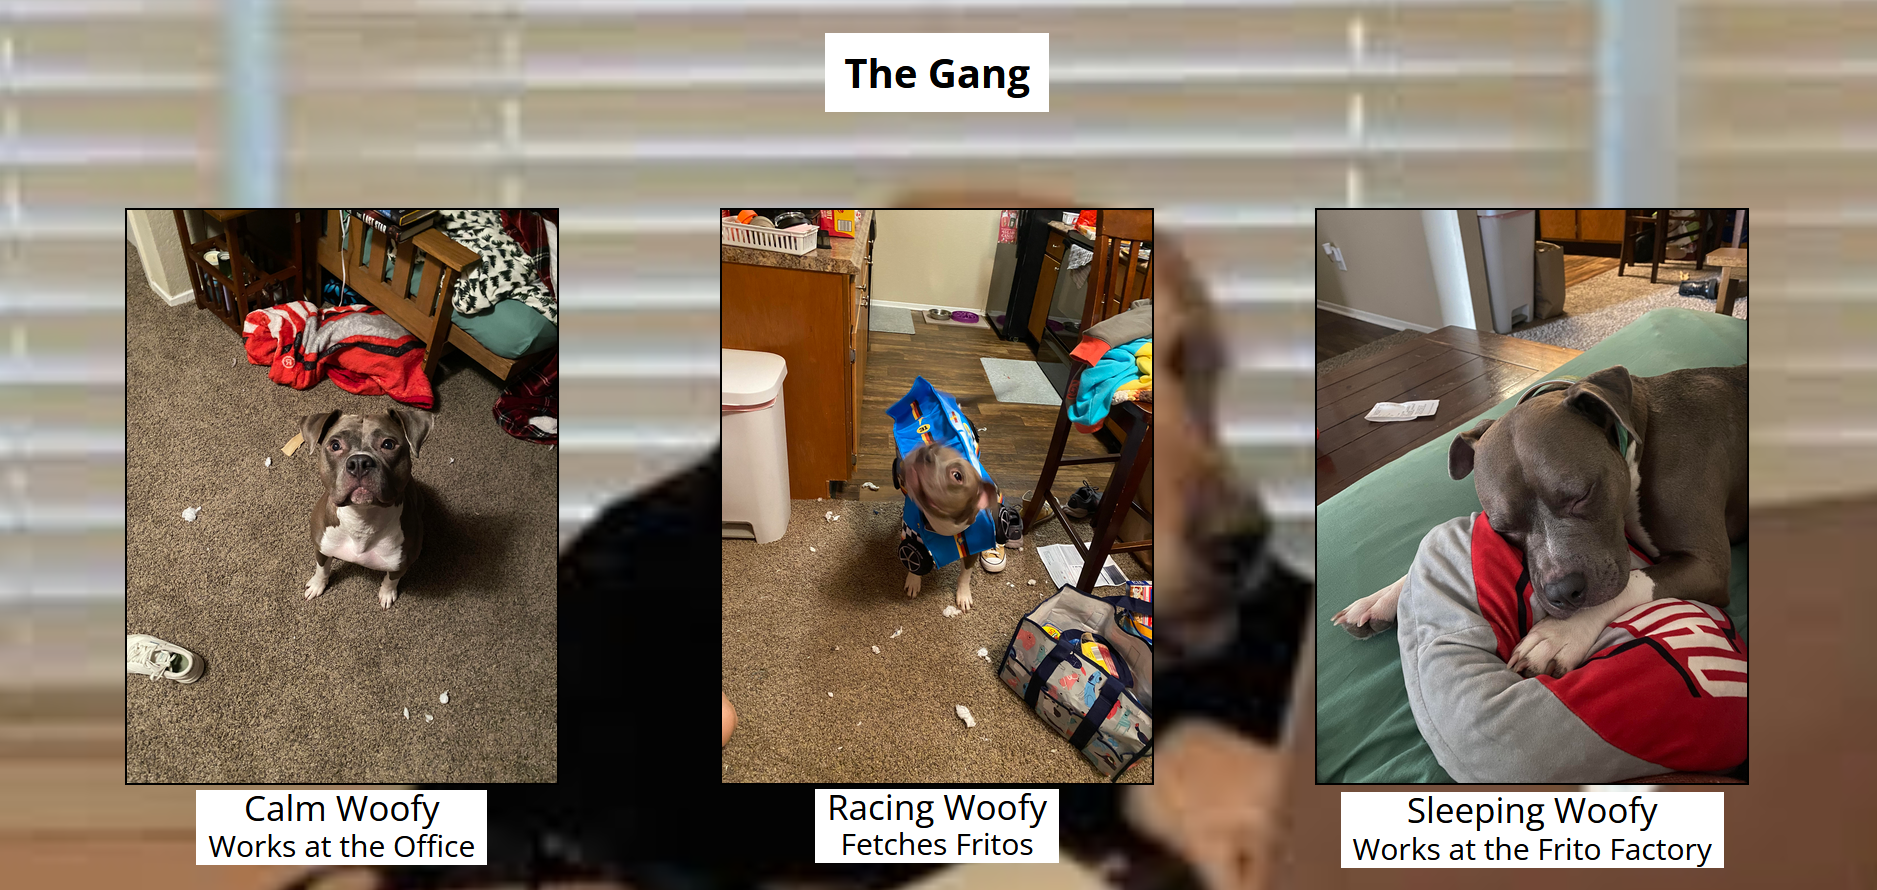 The Gang
Calm Woofy
Works at the Office
Racing Woofy
Fetches Fritos
Sleeping Woofy
Works at the Frito Factory